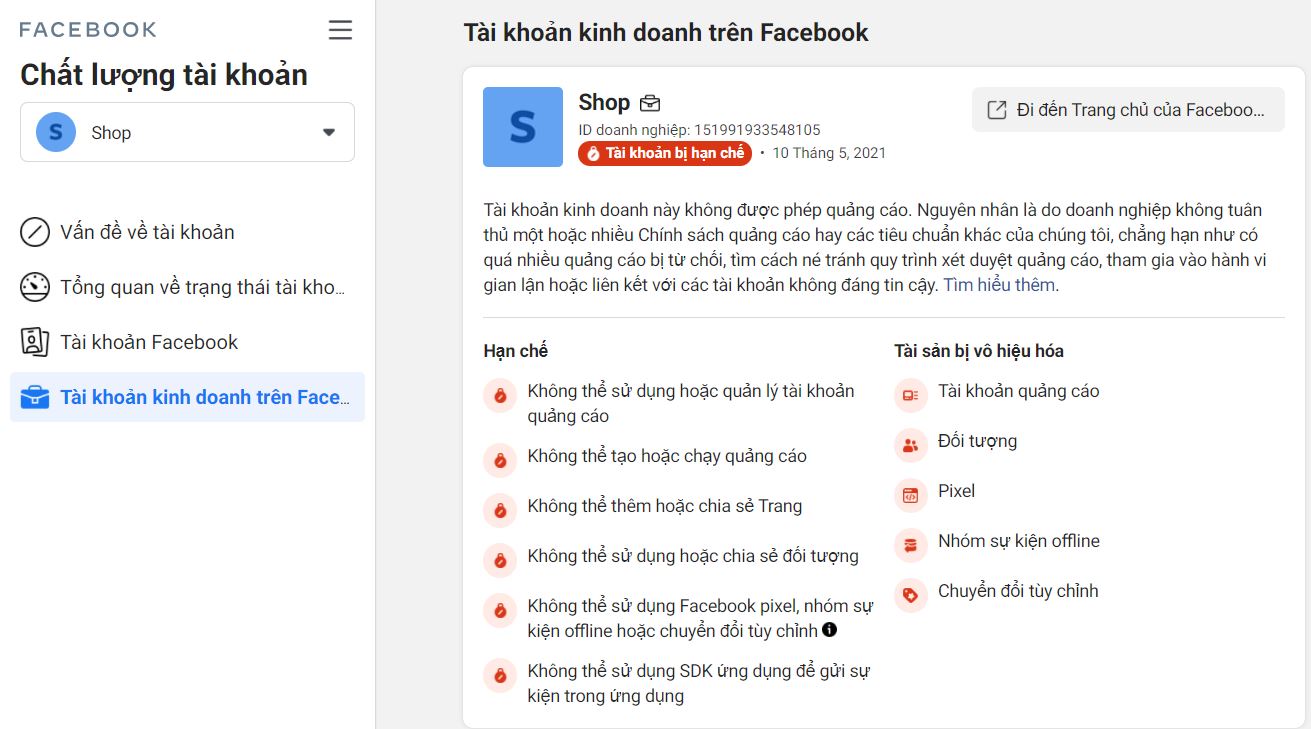 FACEBOOK
Chất lượng tài khoản
S
Shop
Vấn đề về tài khoản
Tổng quan về trạng thái tài kho...
Tài khoản Facebook
Tài khoản kinh doanh trên Face...
Tài khoản kinh doanh trên Facebook
S
Shop
ID doanh nghiệp: 151991933548105
Tài khoản bị hạn chế • 10 Tháng 5, 2021
Đi đến Trang chủ của Faceboo...
Tài khoản kinh doanh này không được phép quảng cáo. Nguyên nhân là do doanh nghiệp không tuân
thủ một hoặc nhiều Chính sách quảng cáo hay các tiêu chuẩn khác của chúng tôi, chẳng hạn như có
quá nhiều quảng cáo bị từ chối, tìm cách né tránh quy trình xét duyệt quảng cáo, tham gia vào hành vi
gian lận hoặc liên kết với các tài khoản không đáng tin cậy. Tìm hiểu thêm.
Hạn chế
Không thể sử dụng hoặc quản lý tài khoản
quảng cáo
Không thể tạo hoặc chạy quảng cáo
Không thể thêm hoặc chia sẻ Trang
Không thể sử dụng hoặc chia sẻ đối tượng
Không thể sử dụng Facebook pixel, nhóm sự
kiện offline hoặc chuyển đổi tùy chỉnh
Không thể sử dụng SDK ứng dụng để gửi sự
kiện trong ứng dụng
Tài sản bị vô hiệu hóa
Tài khoản quảng cáo
Đối tượng
Pixel
Nhóm sự kiện offline
Chuyển đổi tùy chỉnh